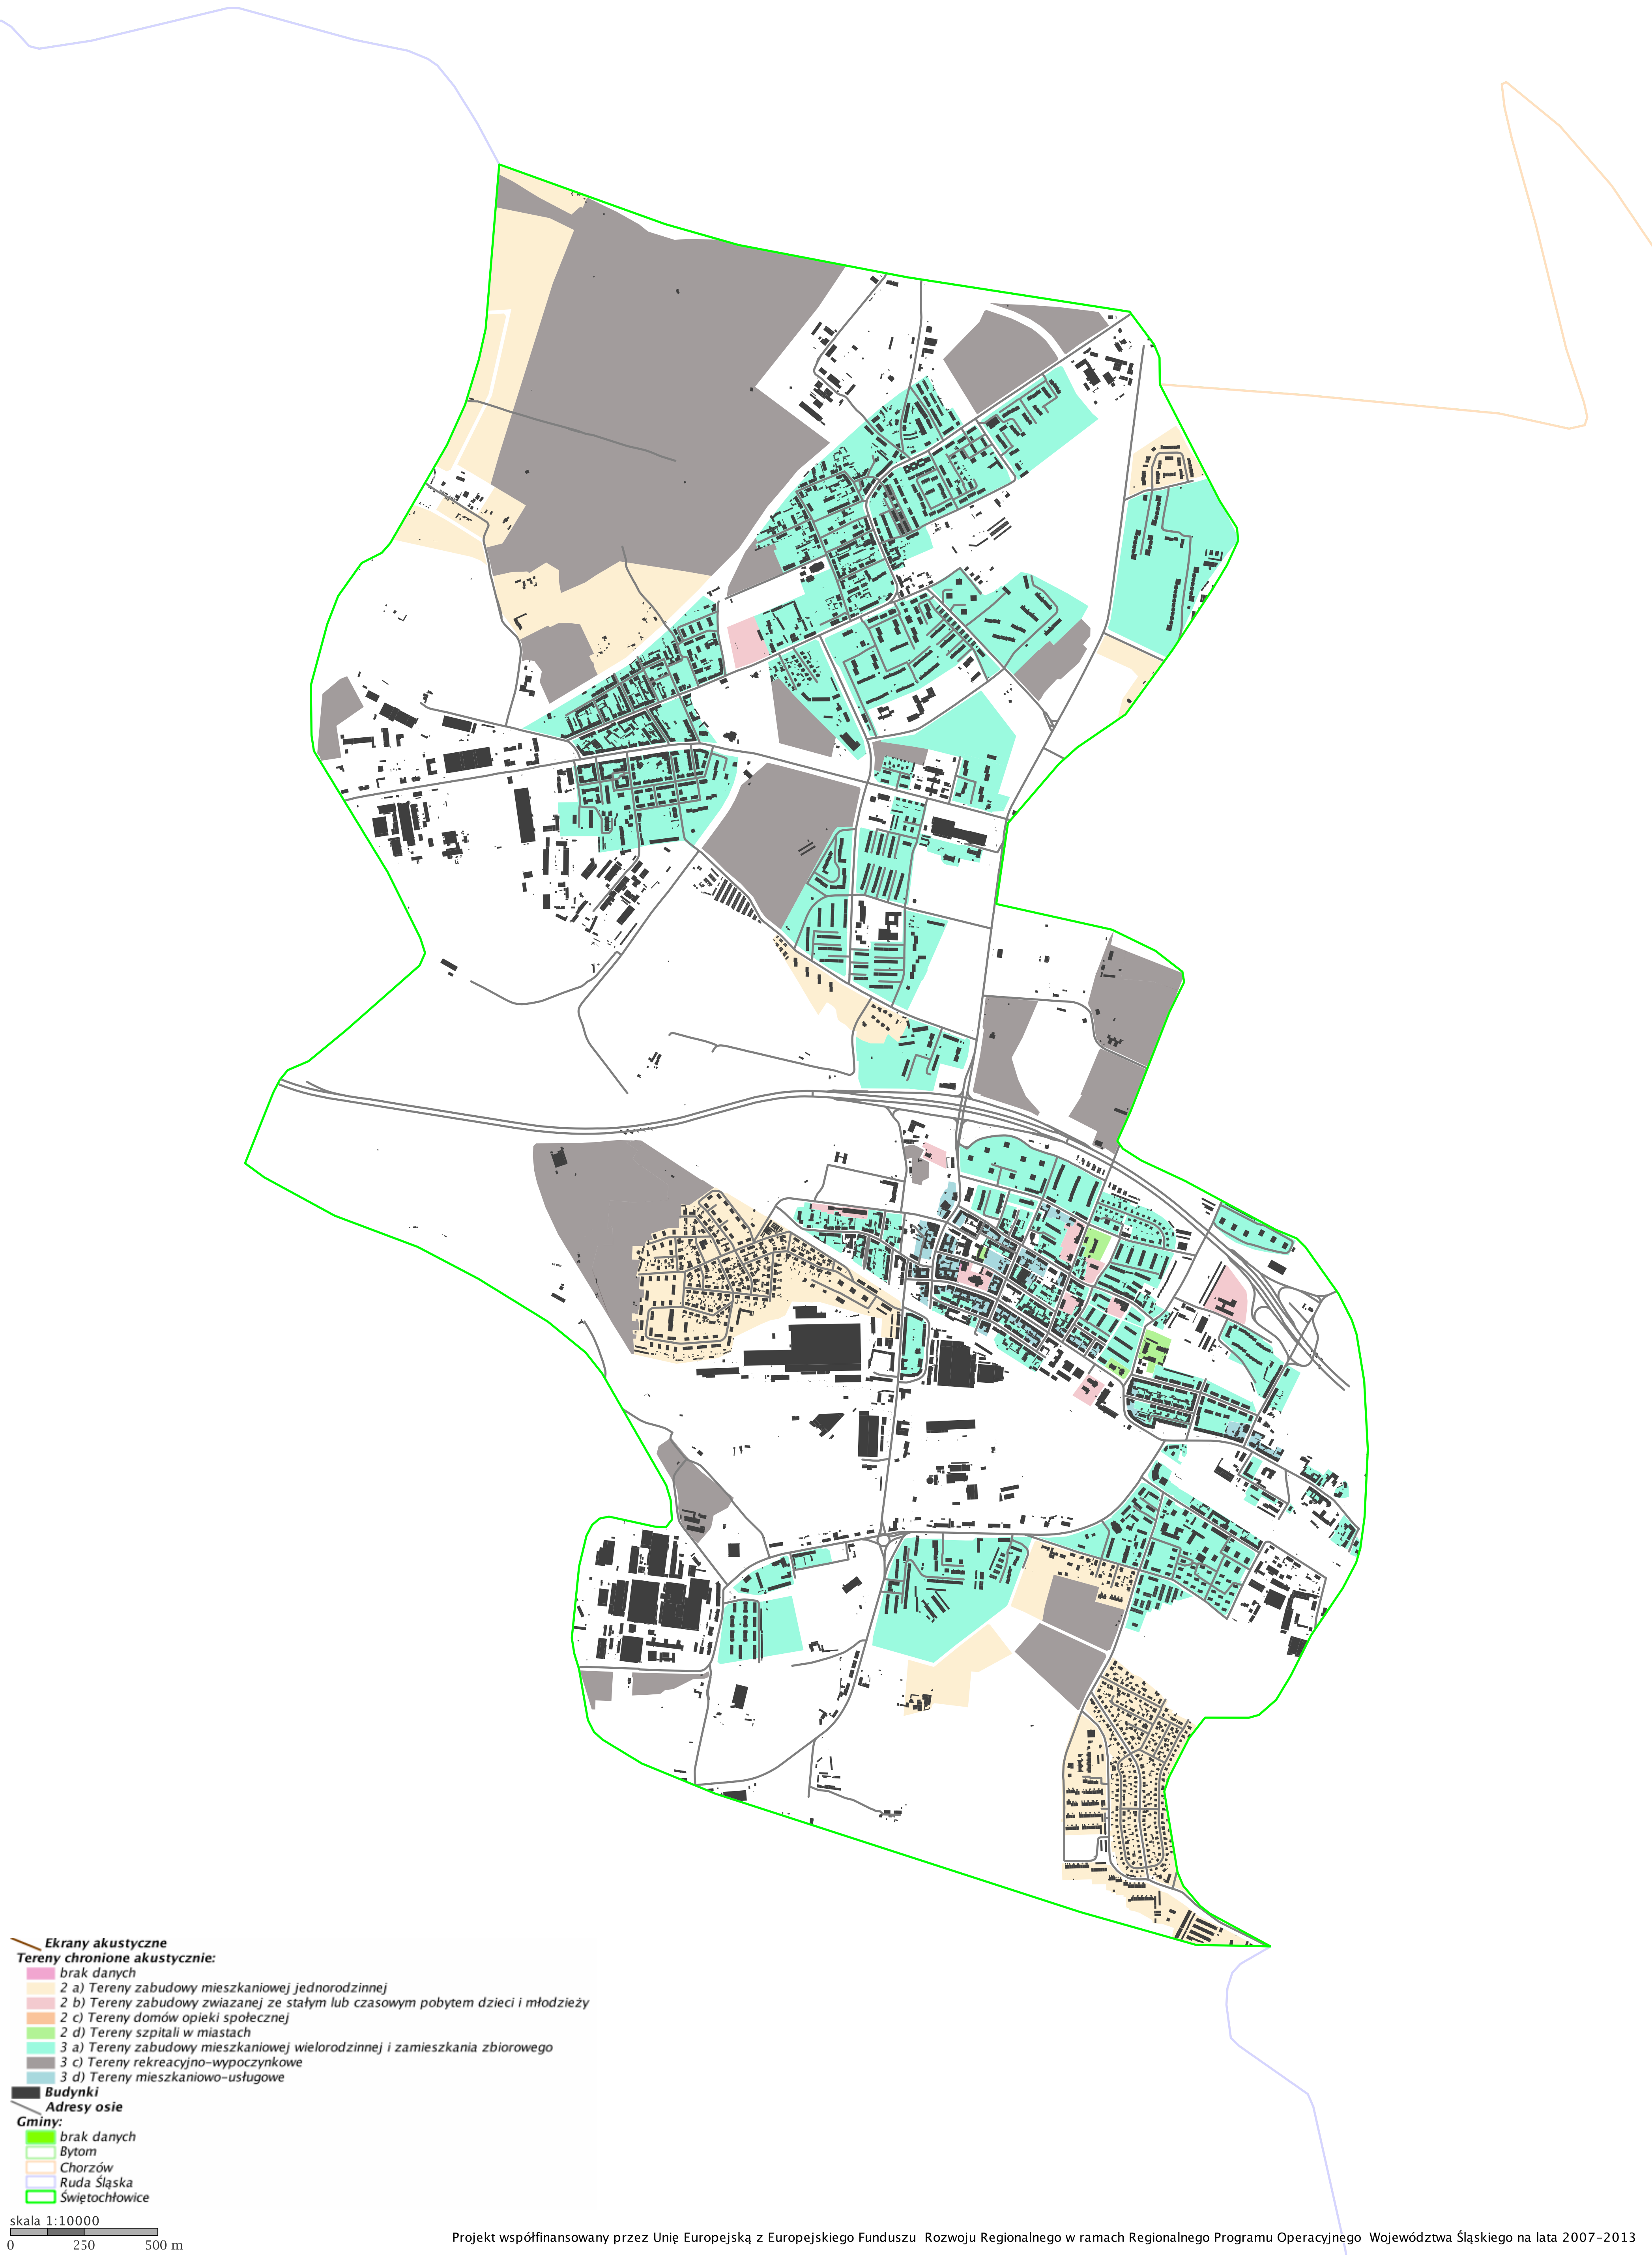 Ekrany akustyczne
Tereny chronione akustycznie:
brak danych
2 a) Tereny zabudowy mieszkaniowej jednorodzinnej
2 b) Tereny zabudowy zwiazanej ze stałym lub czasowym pobytem dzieci i młodzieży
2 c) Tereny domów opieki społecznej
2 d) Tereny szpitali w miastach
3 a) Tereny zabudowy mieszkaniowej wielorodzinnej i zamieszkania zbiorowego
3 c) Tereny rekreacyjno-wypoczynkowe
3 d) Tereny mieszkaniowo-usługowe
Budynki
Adresy osie
Gminy:
brak danych
Bytom
Chorzów
Ruda Śląska
Świętochłowice
skala 1:10000
0 250 500 m
Projekt współfinansowany przez Unię Europejską z Europejskiego Funduszu Rozwoju Regionalnego w ramach Regionalnego Programu Operacyjnego Województwa Śląskiego na lata 2007-2013